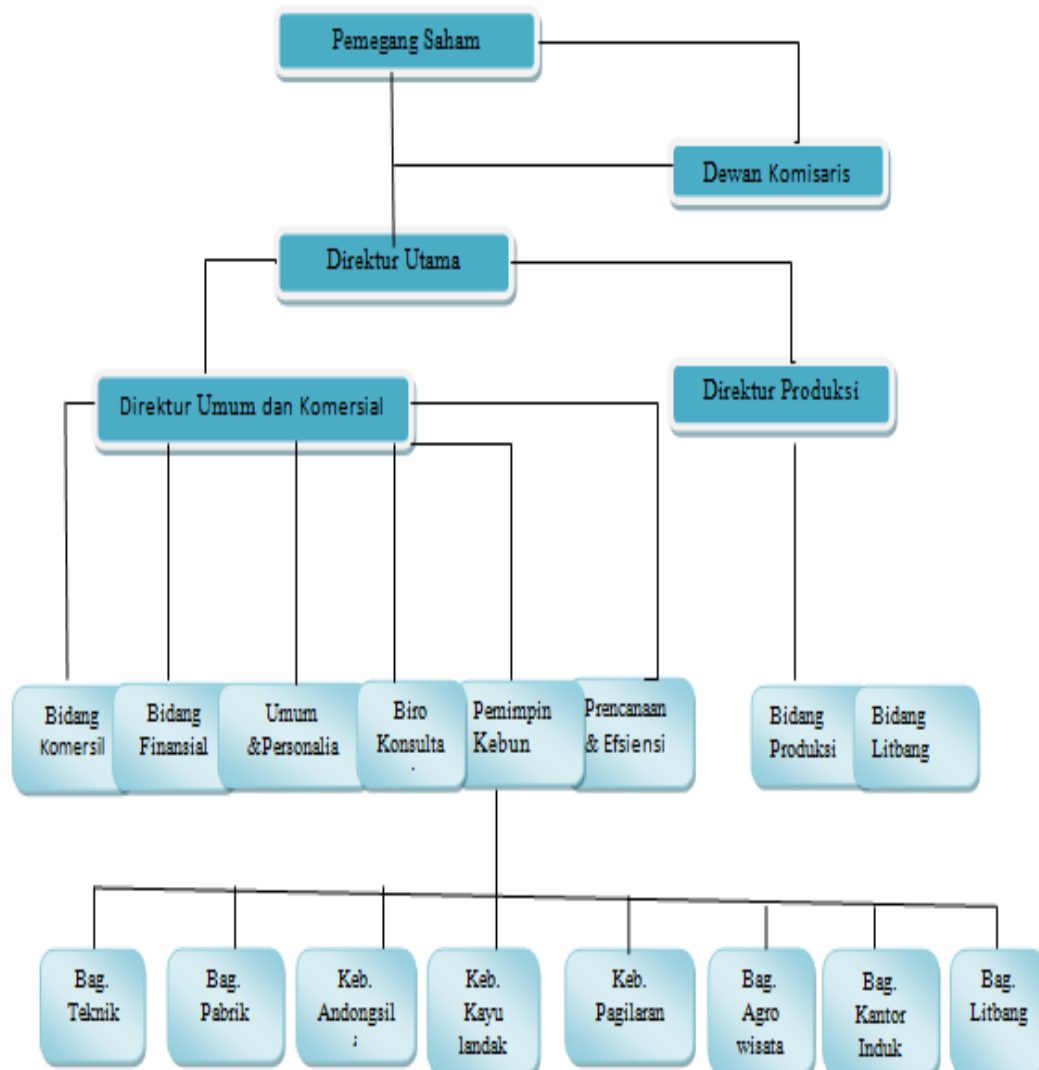 Pemegang Saham
Dewan Komisaris
Direktur Utama
Direktur Umum dan Komersial
Direktur Produksi
Bidang
Komersil
Bidang
Finansial
Umum
&Personalia
Biro
Konsulta
.
Pemimpin
Kebun
Prencanaan
& Efsiensi
Bidang
Produksi
Bidang
Litbang
Bag.
Teknik
Bag.
Pabrik
Keb.
Andongsil
Keb.
Kayu
landak
Keb.
Pagilaran
Bag.
Agro
wisata
Bag.
Kantor
Induk
Bag.
Litbang